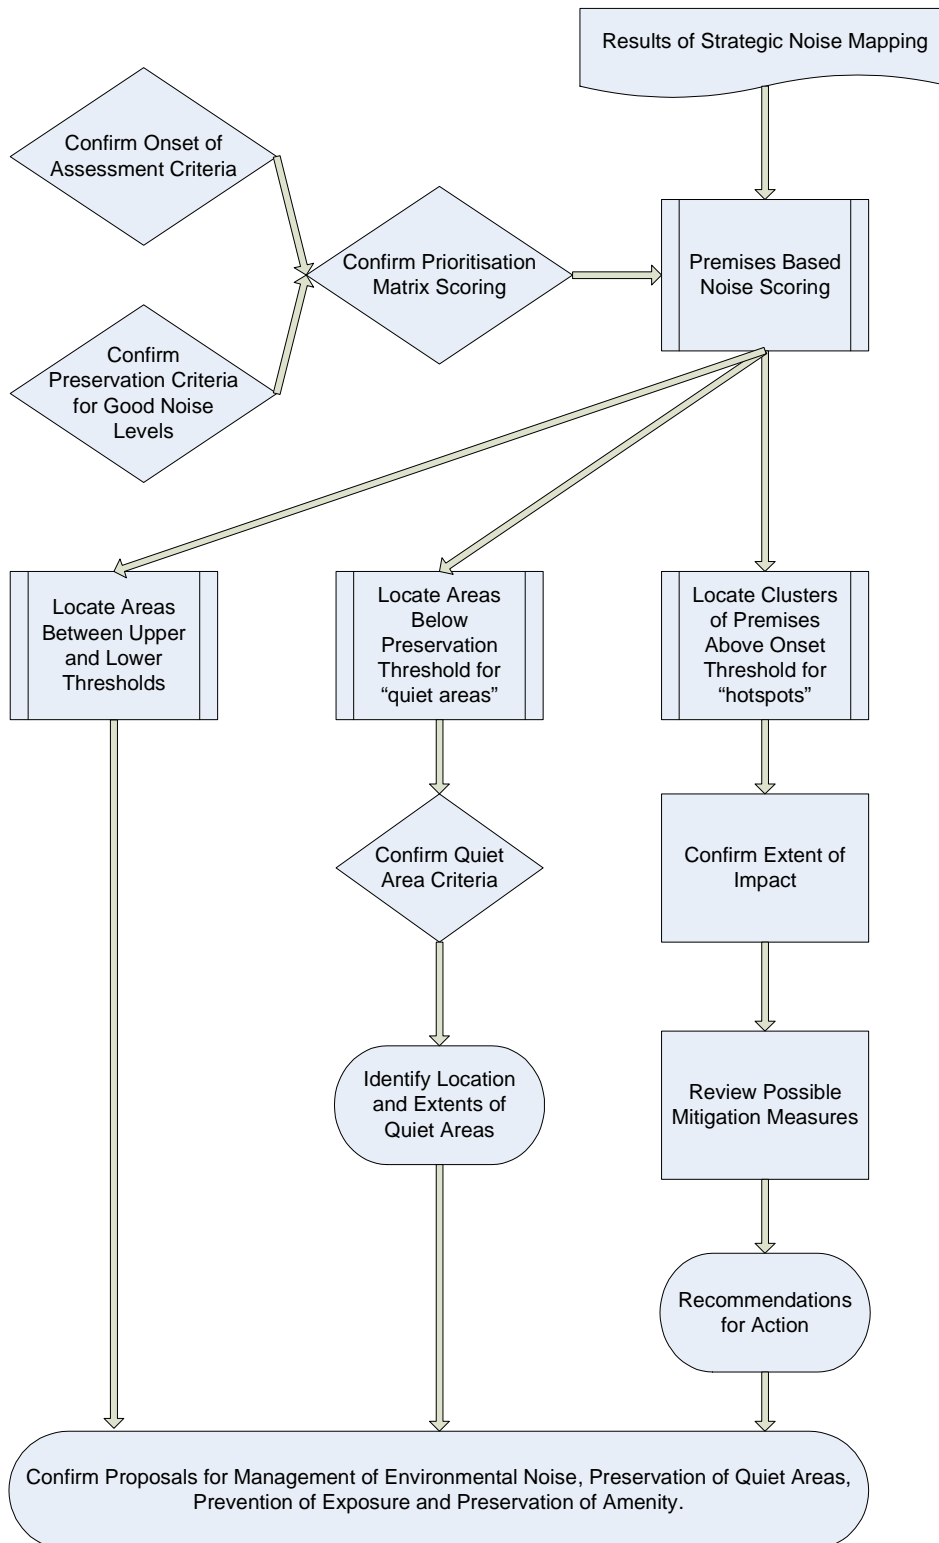 Results of Strategic Noise Mapping
Confirm Onset of
Assessment Criteria
Confirm Prioritisation
Matrix Scoring
Premises Based
Noise Scoring
Confirm
Preservation Criteria
for Good Noise
Levels
Locate Areas
Between Upper
and Lower
Thresholds
Locate Areas
Below
Preservation
Threshold for
“quiet areas”
Locate Clusters
of Premises
Above Onset
Threshold for
“hotspots”
Confirm Quiet
Area Criteria
Confirm Extent of
Impact
Identify Location
and Extents of
Quiet Areas
Review Possible
Mitigation Measures
Recommendations
for Action
Confirm Proposals for Management of Environmental Noise, Preservation of Quiet Areas,
Prevention of Exposure and Preservation of Amenity.